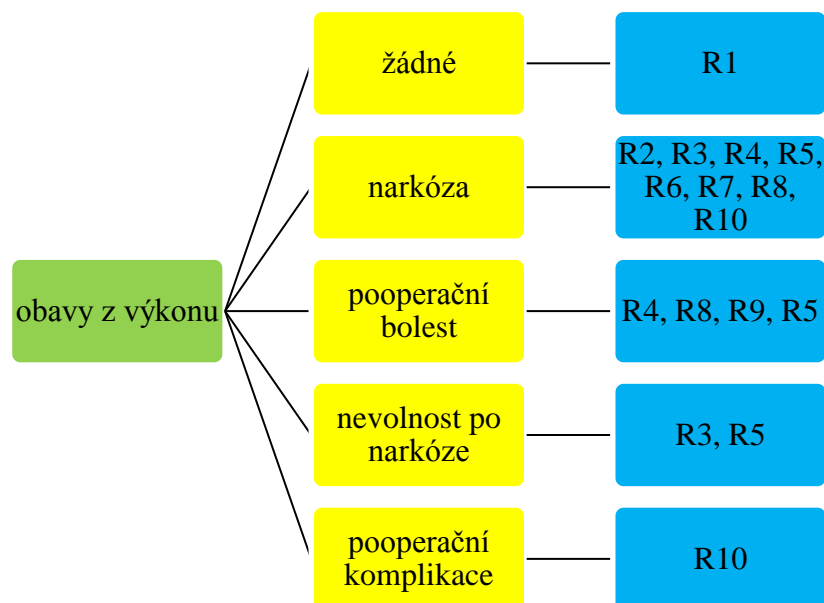 obavy z výkonu
žádné
R1
narkóza
R2, R3, R4, R5,
R6, R7, R8,
R10
pooperační
bolest
R4, R8, R9, R5
nevolnost po
narkóze
R3, R5
pooperační
komplikace
R10